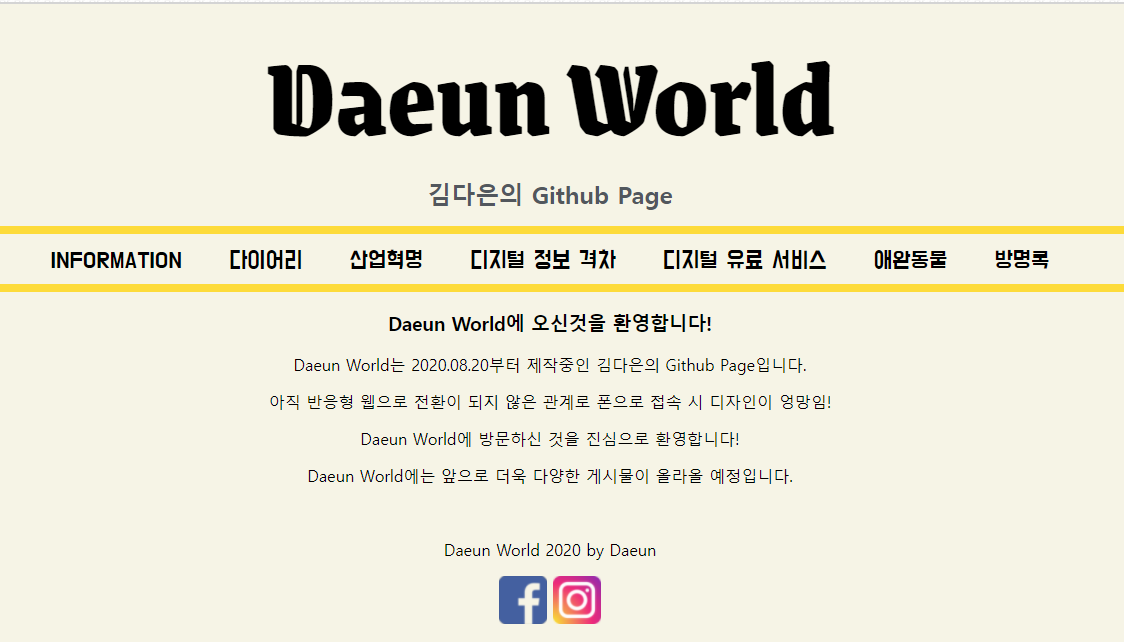 Daeun World
김다은의 Github Page
INFORMATION 다이어리 산업혁명 디지털 정보 격차 디지털 유료 서비스 애완동물 방명록
Daeun World에 오신것을 환영합니다!
Daeun World는 2020.08.20부터 제작중인 김다은의 Github Page입니다.
아직 반응형 웹으로 전환이 되지 않은 관계로 폰으로 접속 시 디자인이 엉망임!
Daeun World에 방문하신 것을 진심으로 환영합니다!
Daeun World에는 앞으로 더욱 다양한 게시물이 올라올 예정입니다.
Daeun World 2020 by Daeun